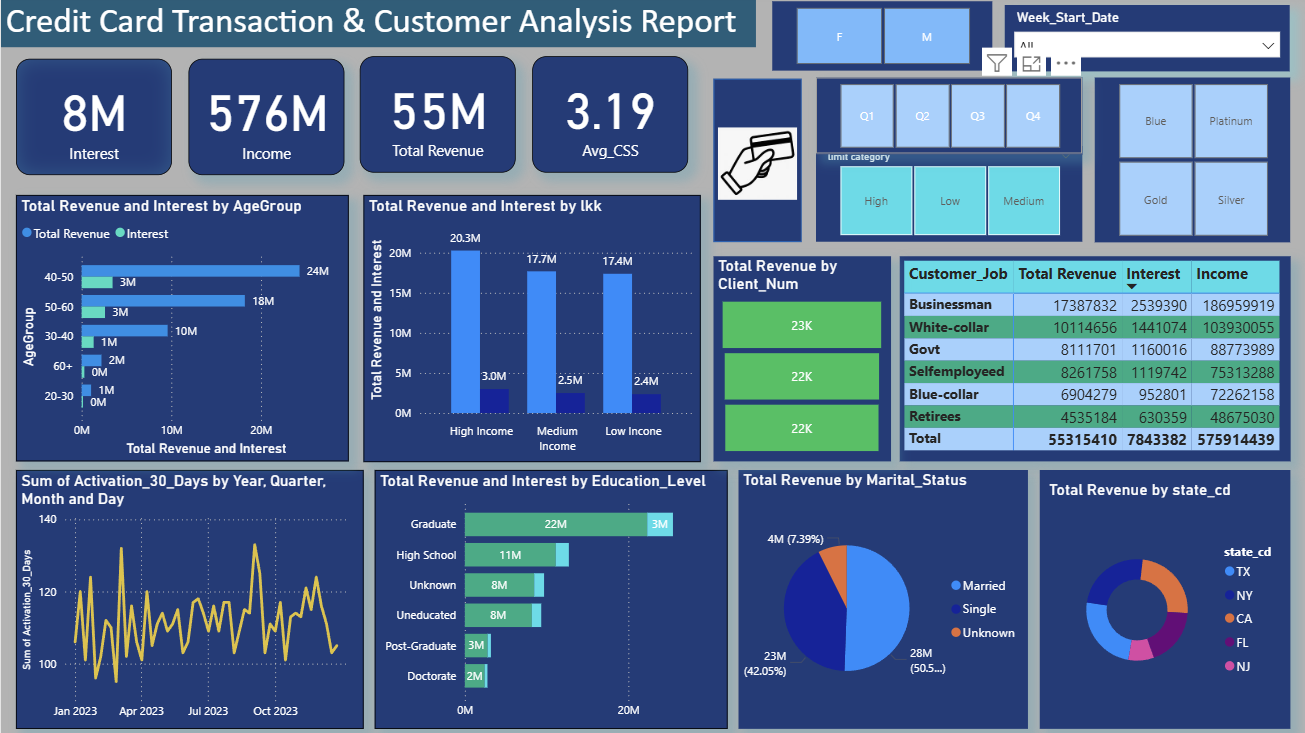 Credit Card Transaction & Customer Analysis Report
F
M
Week_Start_Date
All
8M
Interest
576M
Income
55M
Total Revenue
3.19
Avg_CSS
Q1
Q2
Q3
Q4
limit category
High
Low
Medium
Blue
Platinum
Gold
Silver
Total Revenue and Interest by AgeGroup
Total Revenue
Interest
AgeGroup
40-50
24M
3M
50-60
18M
3M
30-40
10M
1M
60+
2M
0M
20-30
1M
0M
0M
10M
20M
Total Revenue and Interest
Total Revenue and Interest by lkk
Total Revenue and Interest
20M
15M
10M
5M
0M
20.3M
3.0M
17.7M
2.5M
17.4M
2.4M
High Income
Medium
Income
Low Incone
Total Revenue by
Client_Num
23K
22K
22K
Customer_Job Total Revenue Interest Income
Businessman 17387832 2539390 186959919
White-collar 10114656 1441074 103930055
Govt 8111701 1160016 88773989
Selfemployeed 8261758 1119742 75313288
Blue-collar 6904279 952801 72262158
Retirees 4535184 630359 48675030
Total 55315410 7843382 575914439
Sum of Activation_30_Days by Year, Quarter,
Month and Day
Sum of Activation_30_Days
140
120
100
Jan 2023
Apr 2023
Jul 2023
Oct 2023
Total Revenue and Interest by Education_Level
Graduate
22M
3M
High School
11M
Unknown
8M
Uneducated
8M
Post-Graduate
3M
Doctorate
2M
0M
20M
Total Revenue by Marital_Status
4M (7.39%)
23M
(42.05%)
28M
(50.5...)
Married
Single
Unknown
Total Revenue by state_cd
state_cd
TX
NY
CA
FL
NJ